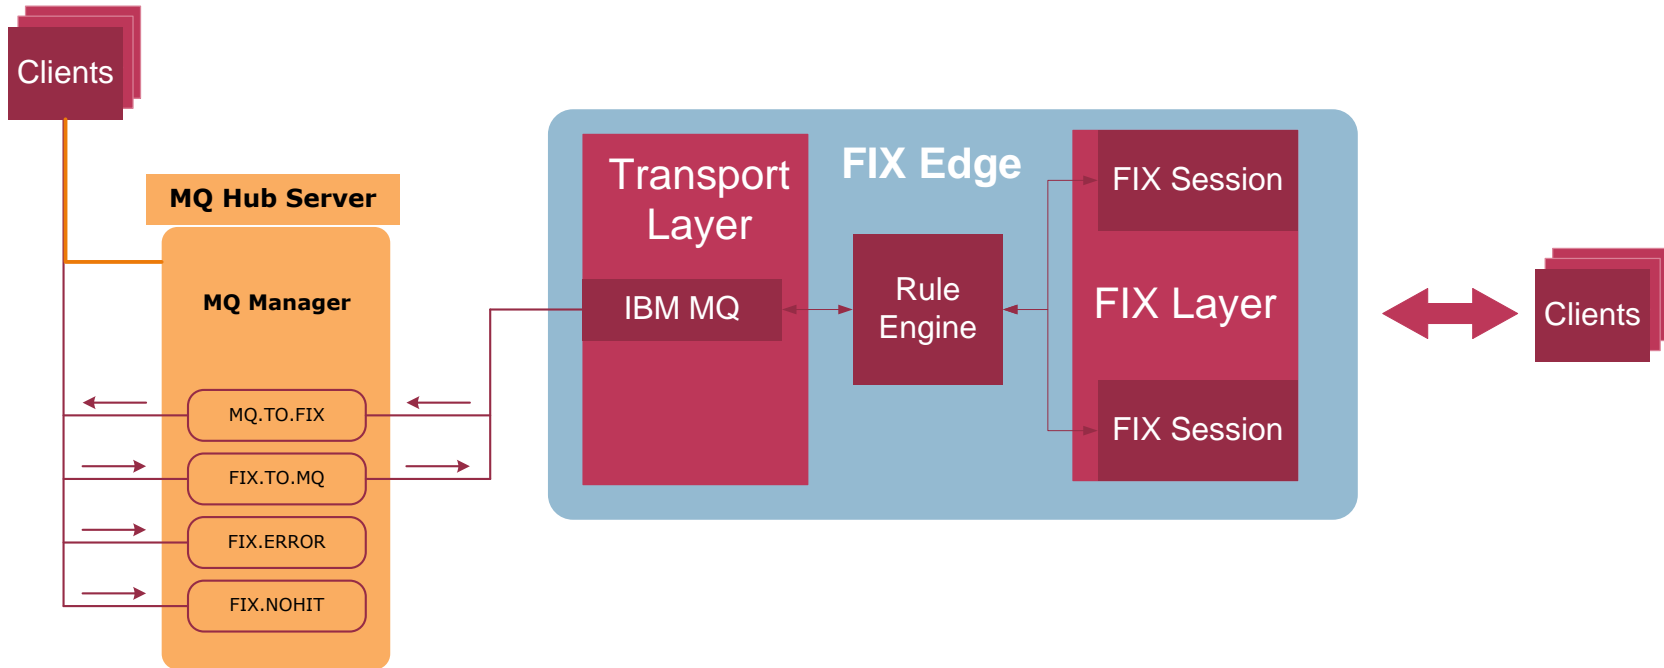 Clients
MQ Hub Server
MQ Manager
MQ.TO.FIX
FIX.TO.MQ
FIX.ERROR
FIX.NOHIT
FIX Edge
Transport
Layer
IBM MQ
Rule
Engine
FIX Session
FIX Layer
FIX Session
Clients